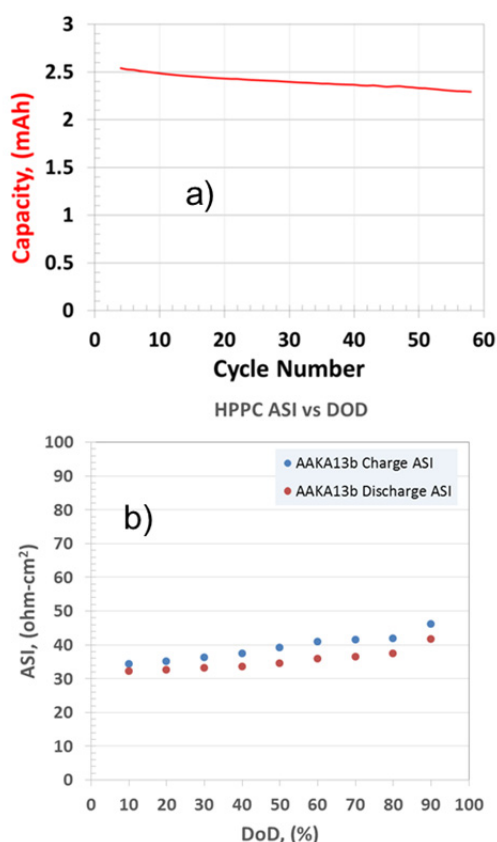 3
2.5
2
1.5
1
0.5
0
Capacity, (mAh)
a)
0 10 20 30 40 50 60
Cycle Number
HPPC ASI vs DOD
100
90
80
70
60
50
40
30
20
10
0
ASI, (ohm-cm²)
AAKA13b Charge ASI
AAKA13b Discharge ASI
b)
0 10 20 30 40 50 60 70 80 90 100
DoD, (%)